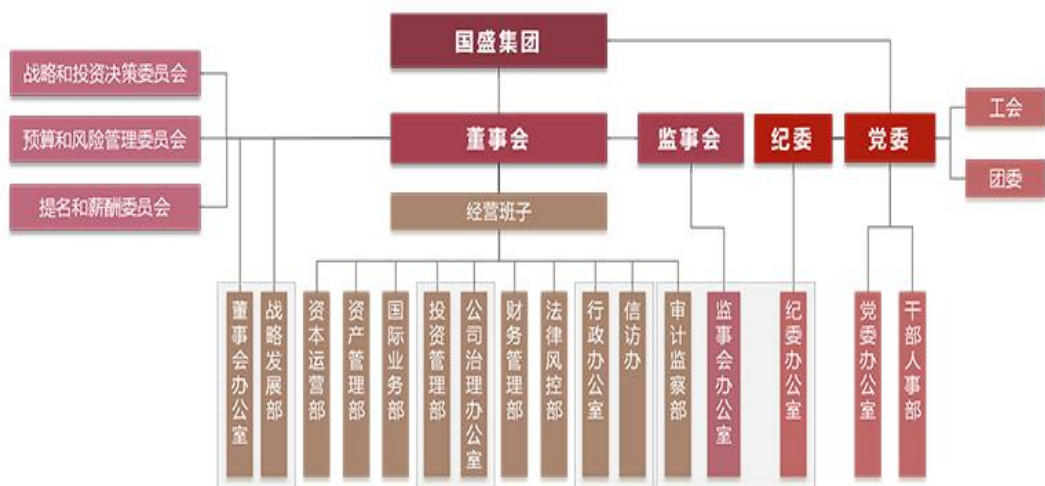 国盛集团
战略和投资决策委员会
预算和风险管理委员会
提名和薪酬委员会
董事会
监事会
纪委
党委
工会
团委
经营班子
董事会办公室
战略发展部
资本运营部
资产管理部
国际业务部
投资管理部
公司治理办公室
财务管理部
法律风控部
行政办公室
信访办
审计监察部
监事会办公室
纪委办公室
党委办公室
干部人事部